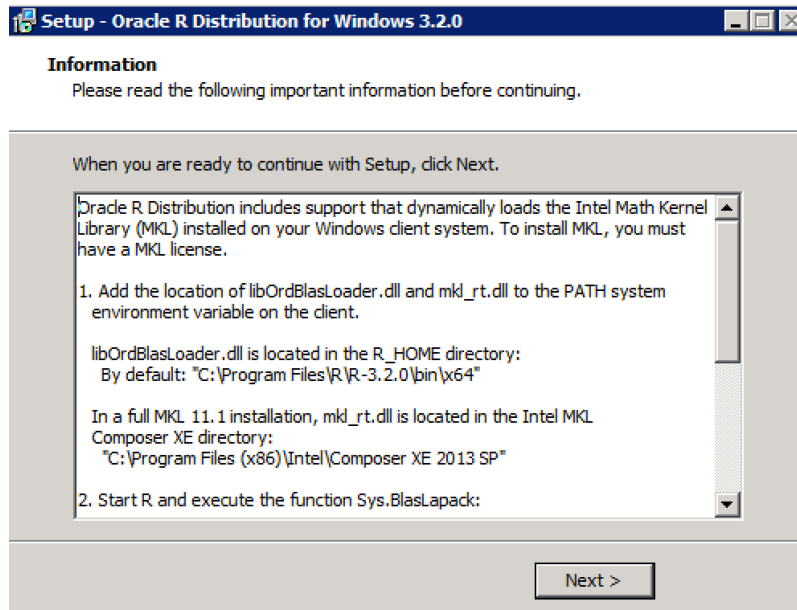 Setup - Oracle R Distribution for Windows 3.2.0
Information
Please read the following important information before continuing.
When you are ready to continue with Setup, click Next.
Oracle R Distribution includes support that dynamically loads the Intel Math Kernel
Library (MKL) installed on your Windows client system. To install MKL, you must
have a MKL license.
1. Add the location of libOrdBlasLoader.dll and mkl_rt.dll to the PATH system
environment variable on the client.
libOrdBlasLoader.dll is located in the R_HOME directory:
By default: "C:\Program Files\R\R-3.2.0\bin\x64"
In a full MKL 11.1 installation, mkl_rt.dll is located in the Intel MKL
Composer XE directory:
"C:\Program Files (x86)\Intel\Composer XE 2013 SP"
2. Start R and execute the function Sys.BlasLapack:
Next >